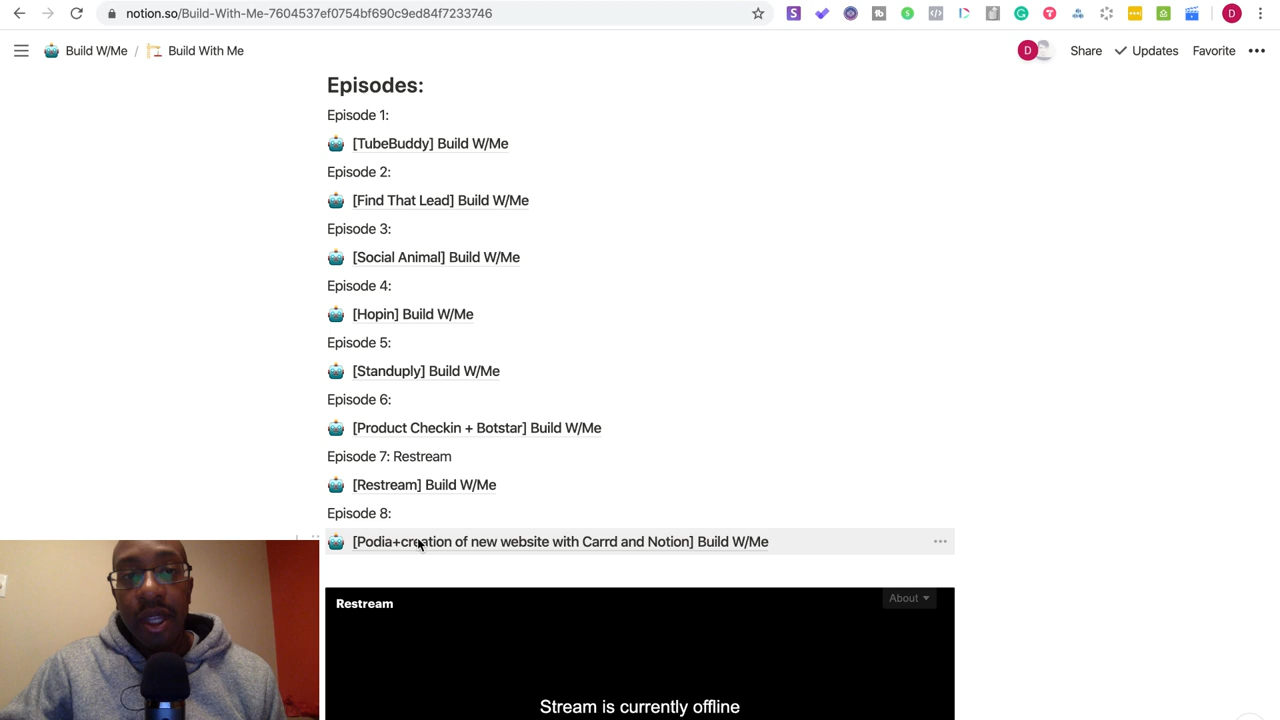 notion.so/Build-With-Me-7604537ef0754bf690c9ed84f7233746
Build W/Me / Build With Me
D
Share
Updates
Favorite
Episodes:
Episode 1:
[TubeBuddy] Build W/Me
Episode 2:
[Find That Lead] Build W/Me
Episode 3:
[Social Animal] Build W/Me
Episode 4:
[Hopin] Build W/Me
Episode 5:
[Standuply] Build W/Me
Episode 6:
[Product Checkin + Botstar] Build W/Me
Episode 7: Restream
[Restream] Build W/Me
Episode 8:
[Podia+creation of new website with Carrd and Notion] Build W/Me
Restream
About
Stream is currently offline